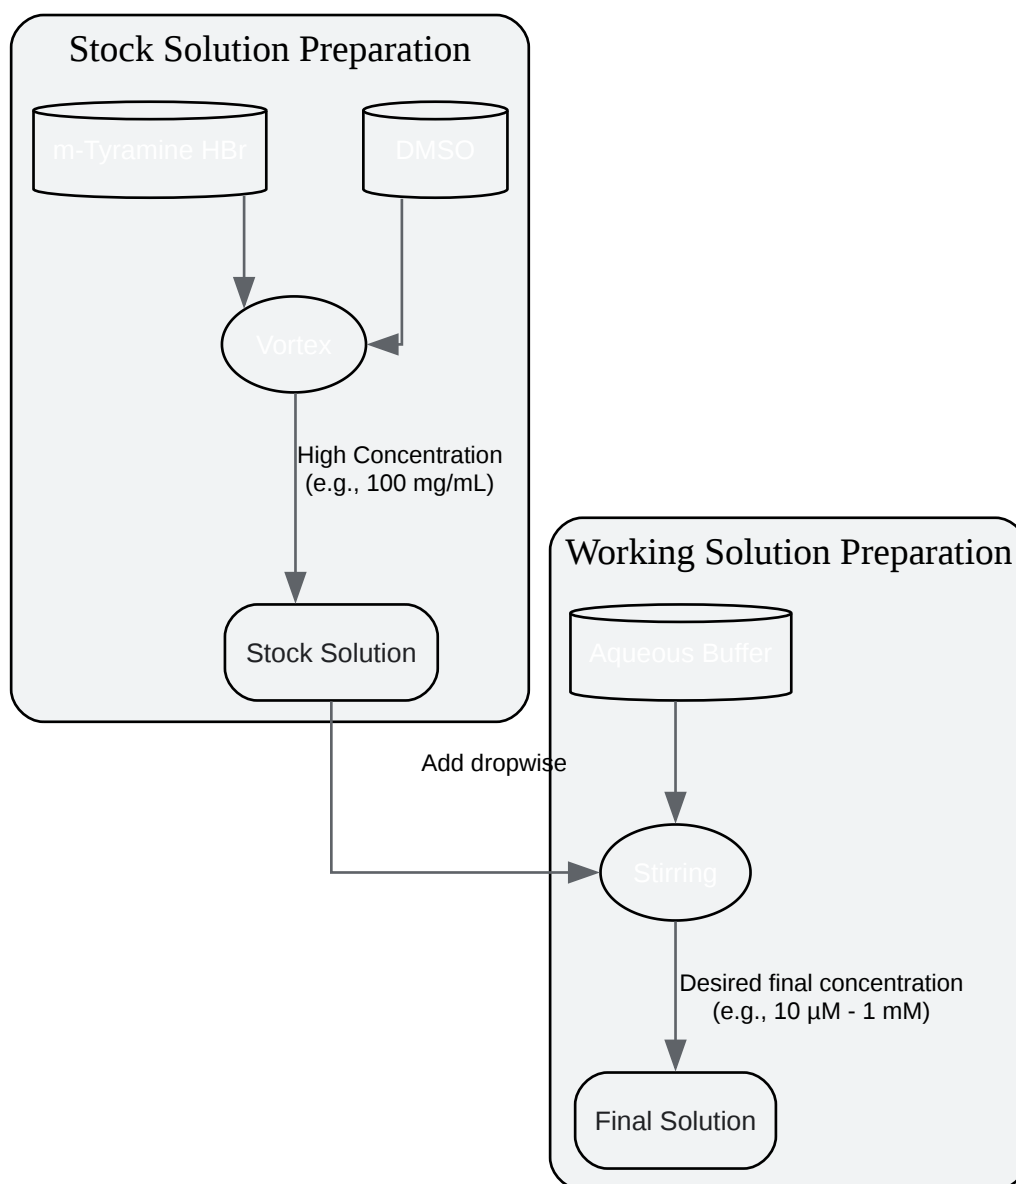 Stock Solution Preparation
m-Tyramine HBr
DMSO
Vortex
High Concentration
(e.g., 100 mg/mL)
Stock Solution
Add dropwise
Working Solution Preparation
Aqueous Buffer
Stirring
Desired final concentration
(e.g., 10 µM - 1 mM)
Final Solution